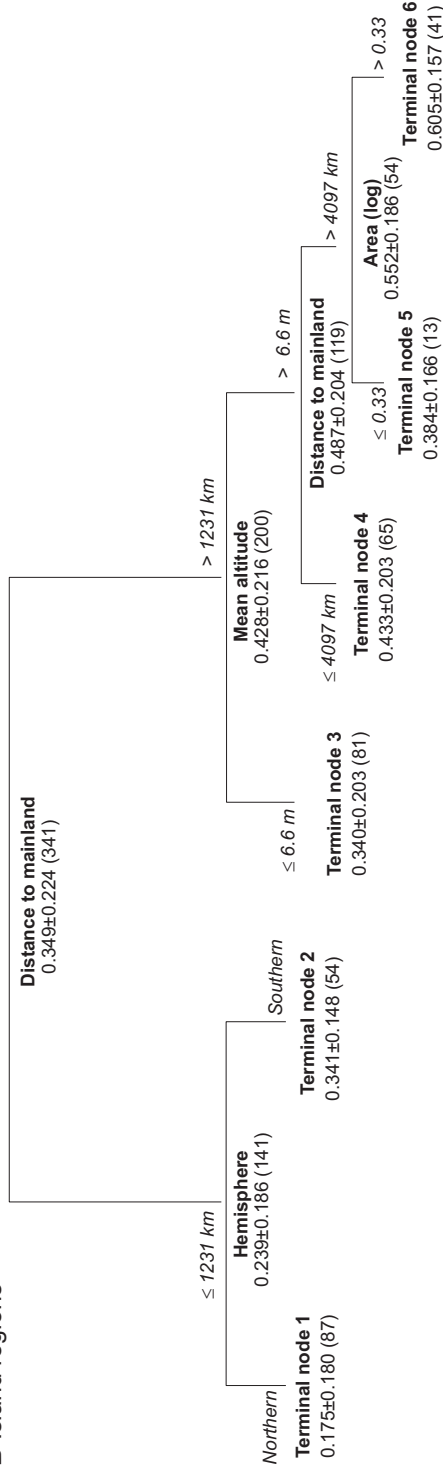 Distance to mainland
0.349±0.224 (341)
≤ 1231 km
> 1231 km
Hemisphere
0.239±0.186 (141)
Mean altitude
0.428±0.216 (200)
Northern
Southern
≤ 6.6 m
> 6.6 m
Terminal node 1
0.175±0.180 (87)
Terminal node 2
0.341±0.148 (54)
Terminal node 3
0.340±0.203 (81)
Distance to mainland
0.487±0.204 (119)
≤ 4097 km
> 4097 km
Terminal node 4
0.433±0.203 (65)
Area (log)
0.552±0.186 (54)
≤ 0.33
> 0.33
Terminal node 5
0.384±0.166 (13)
Terminal node 6
0.605±0.157 (41)